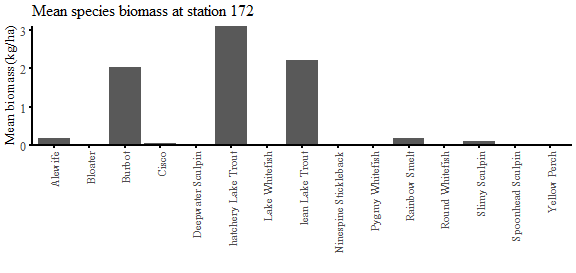 Mean species biomass at station 172
Mean biomass (kg/ha)
3
2
1
0
Alewife
Bloater
Burbot
Cisco
Deepwater Sculpin
hatchery Lake Trout
Lake Whitefish
lean Lake Trout
Ninespine Stickleback
Pygmy Whitefish
Rainbow Smelt
Round Whitefish
Slimy Sculpin
Spoonhead Sculpin
Yellow Perch